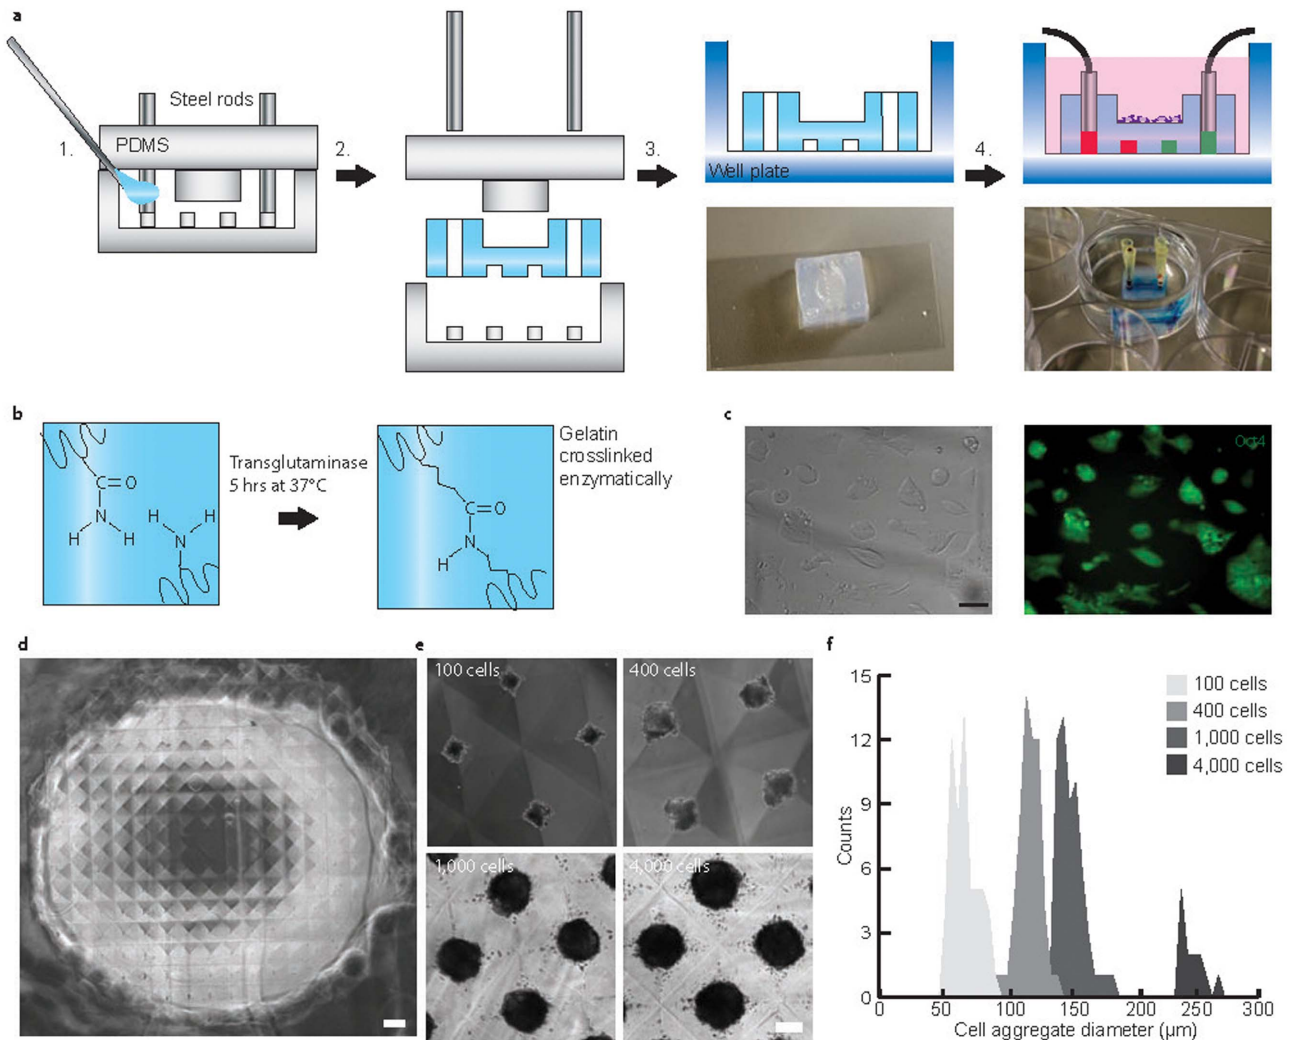 a
Steel rods
PDMS
1.
2.
3.
4.
Well plate
b
Transglutaminase
5 hrs at 37°C
Gelatin
crosslinked
enzymatically
C=O
N
H
H
H
H
N
C=O
N
H
c
Oct4
d
e
100 cells
400 cells
1,000 cells
4,000 cells
f
15
12
9
6
3
0
Counts
0
50
100
150
200
250
300
Cell aggregate diameter (µm)
100 cells
400 cells
1,000 cells
4,000 cells